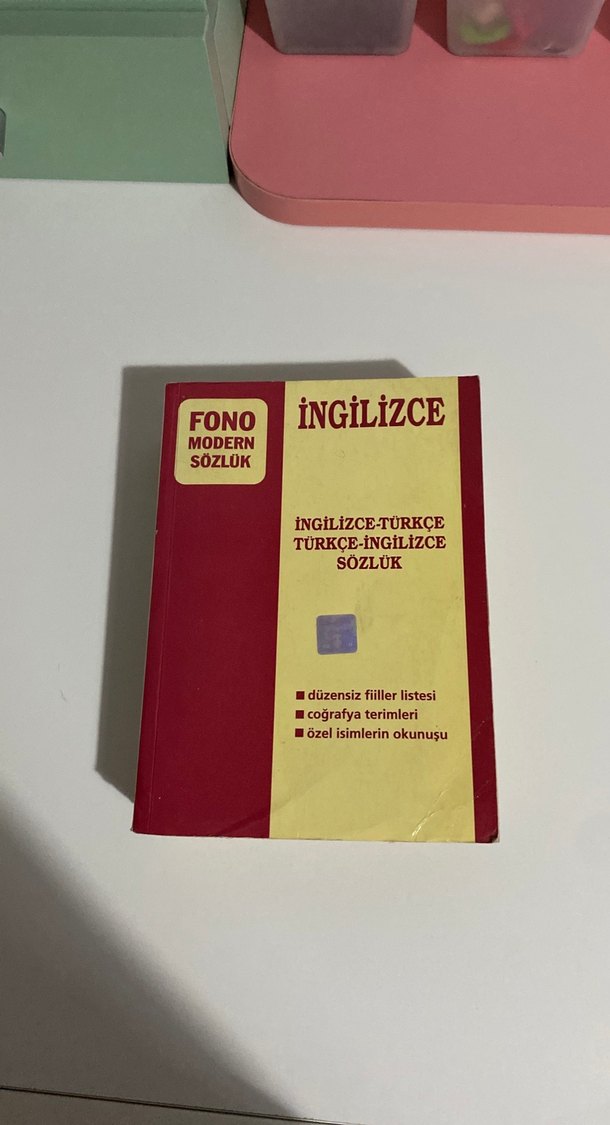 FONO
MODERN
SÖZLÜK
İNGİLİZCE
İNGİLİZCE-TÜRKÇE
TÜRKÇE-İNGİLİZCE
SÖZLÜK
düzensiz fiiller listesi
coğrafya terimleri
özel isimlerin okunuşu